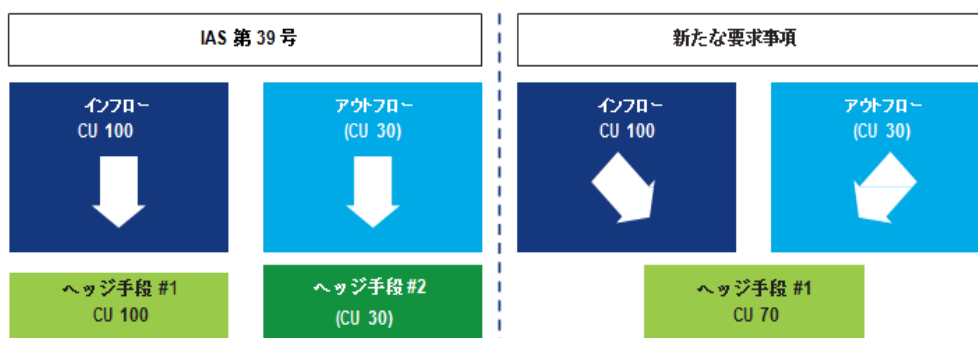 IAS 第 39 号
インフロー
CU 100
アウトフロー
(CU 30)
ヘッジ手段 #1
CU 100
ヘッジ手段 #2
(CU 30)
新たな要求事項
インフロー
CU 100
アウトフロー
(CU 30)
ヘッジ手段 #1
CU 70